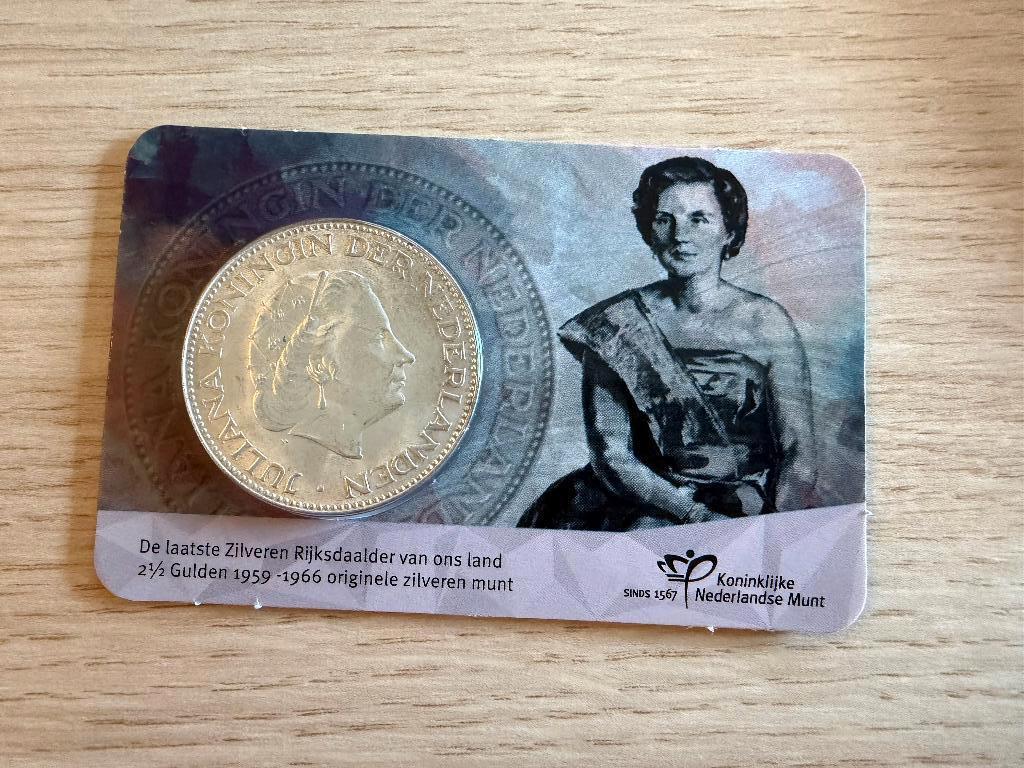 JULIANA KONINGIN DER NEDERLANDEN
KONINGIN DER NEDERLAND
De laatste Zilveren Rijksdaalder van ons land
2½ Gulden 1959 -1966 originele zilveren munt
SINDS 1567
Koninklijke
Nederlandse Munt